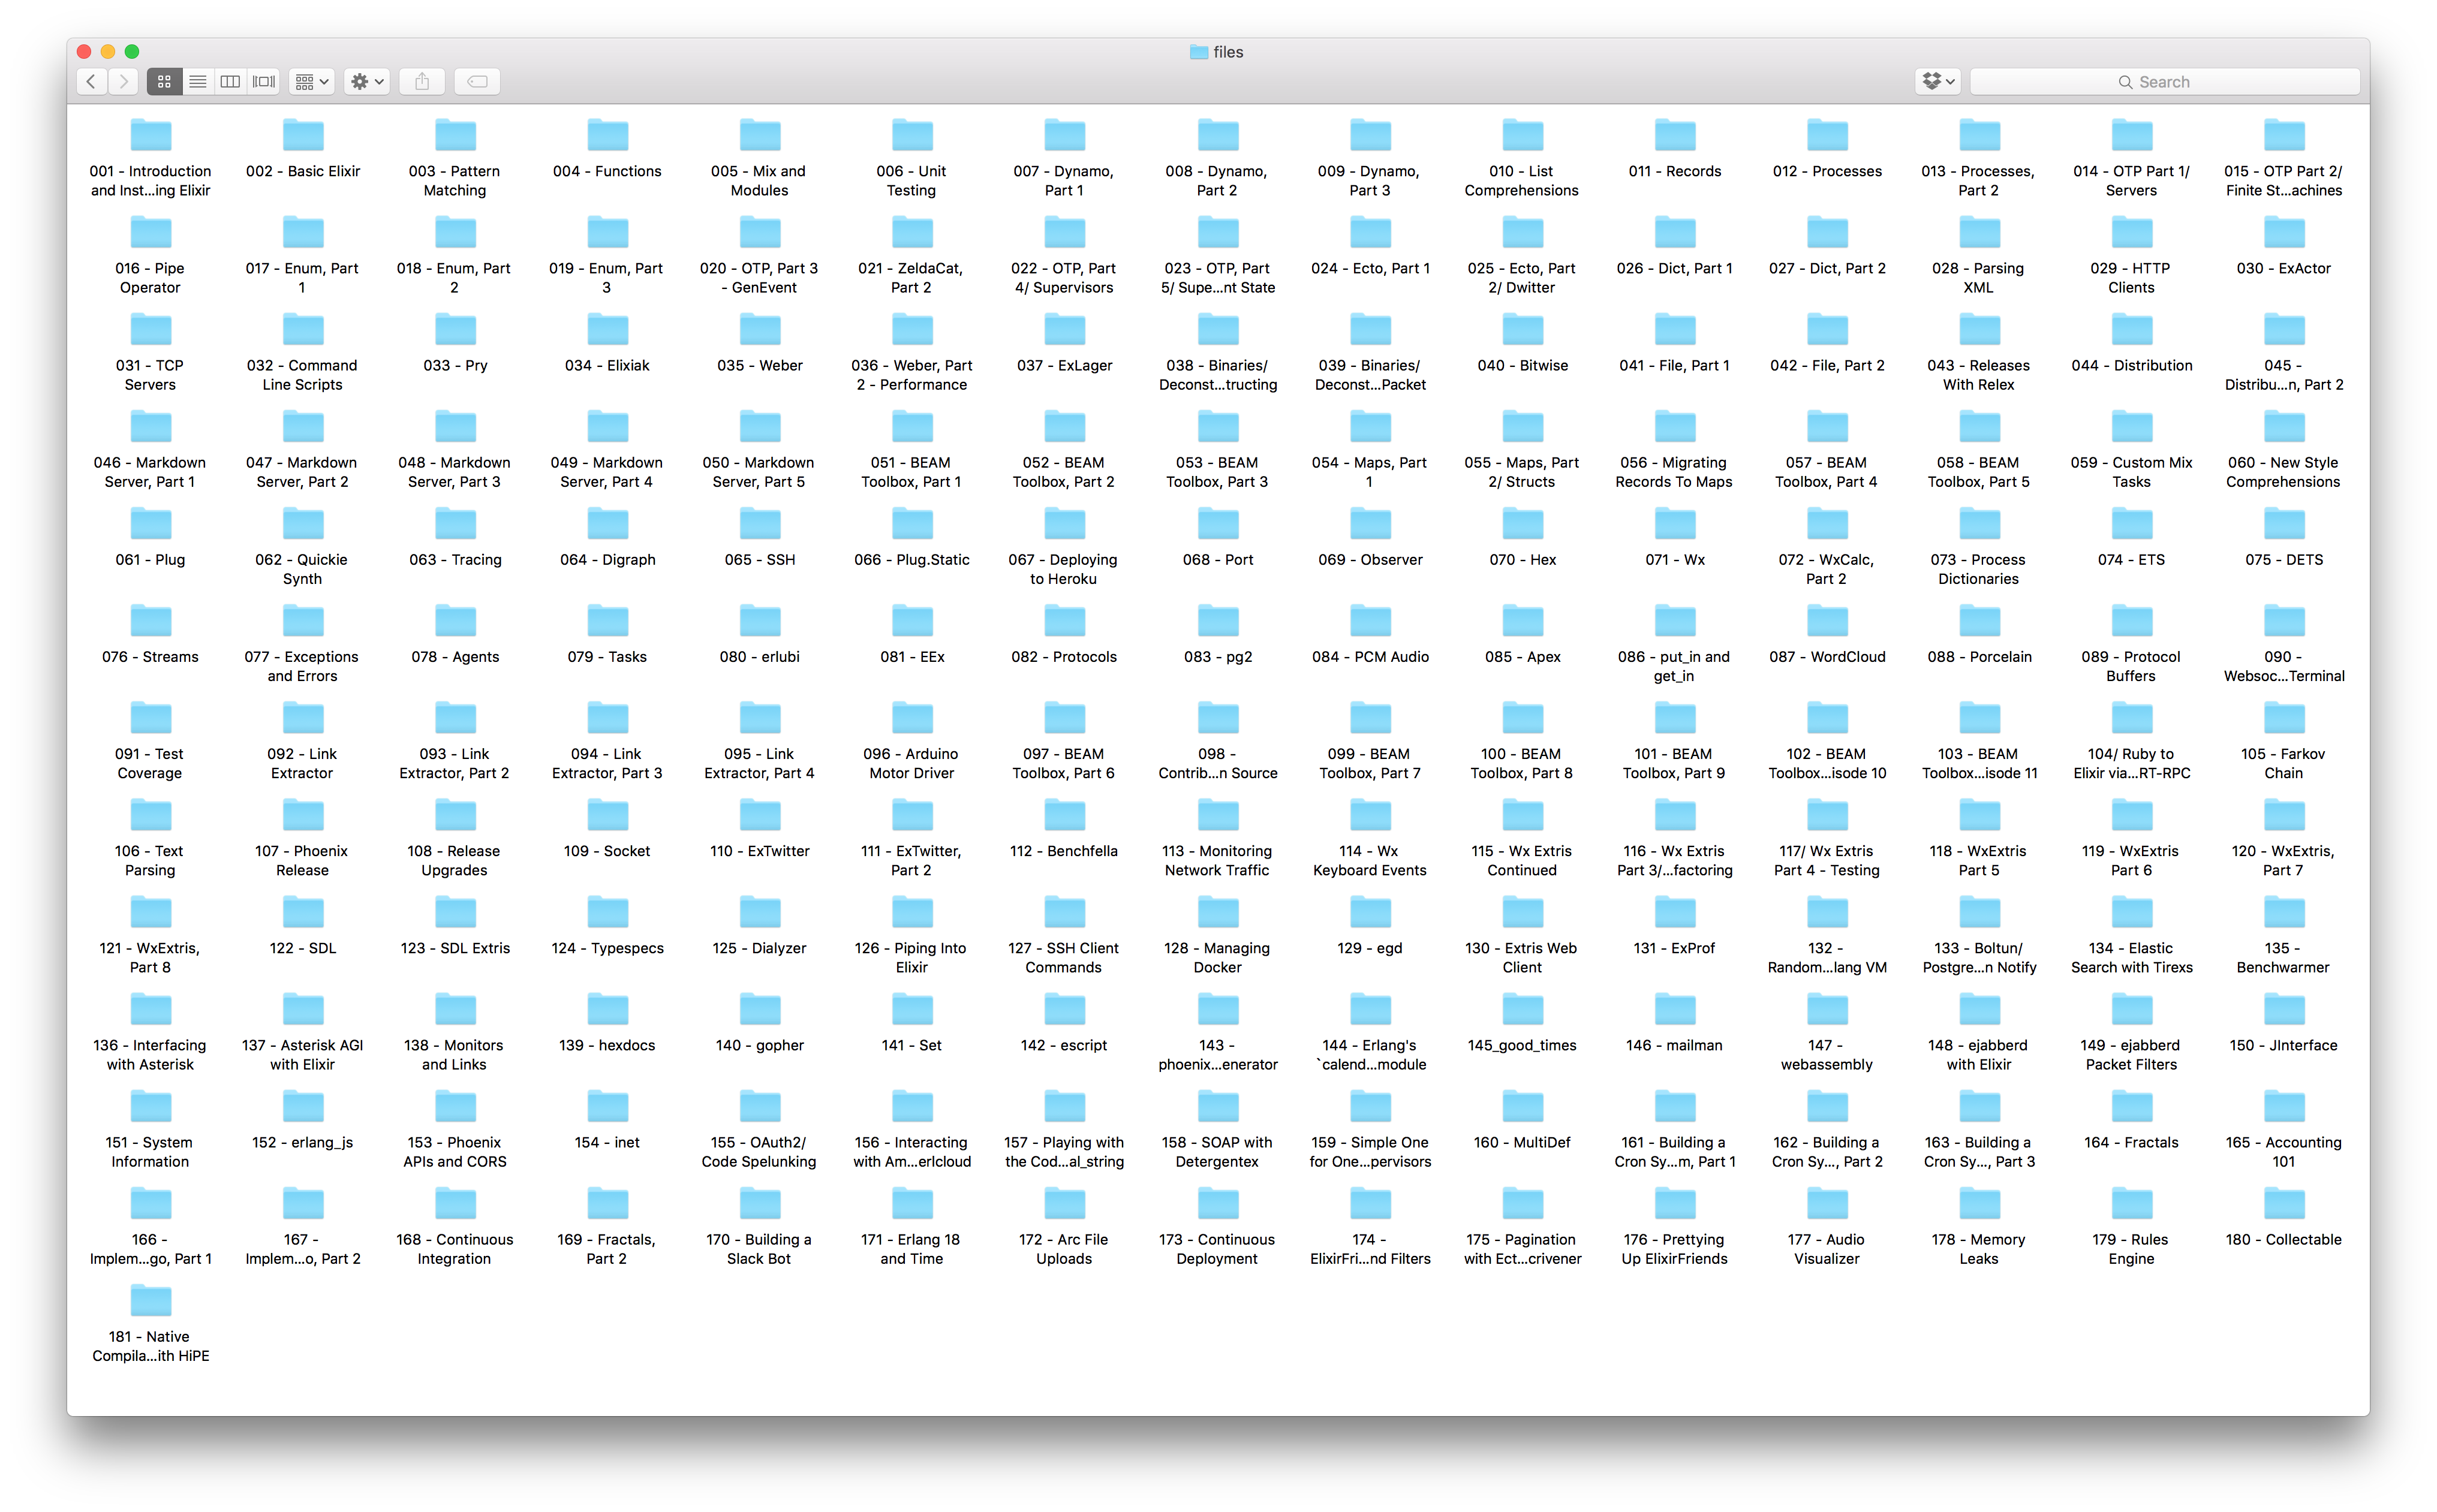 files
Search
001 - Introduction and Inst...ing Elixir
002 - Basic Elixir
003 - Pattern Matching
004 - Functions
005 - Mix and Modules
006 - Unit Testing
007 - Dynamo, Part 1
008 - Dynamo, Part 2
009 - Dynamo, Part 3
010 - List Comprehensions
011 - Records
012 - Processes
013 - Processes, Part 2
014 - OTP Part 1/ Servers
015 - OTP Part 2/ Finite St...achines
016 - Pipe Operator
017 - Enum, Part 1
018 - Enum, Part 2
019 - Enum, Part 3
020 - OTP, Part 3 - GenEvent
021 - ZeldaCat, Part 2
022 - OTP, Part 4/ Supervisors
023 - OTP, Part 5/ Supe...nt State
024 - Ecto, Part 1
025 - Ecto, Part 2/ Dwitter
026 - Dict, Part 1
027 - Dict, Part 2
028 - Parsing XML
029 - HTTP Clients
030 - ExActor
031 - TCP Servers
032 - Command Line Scripts
033 - Pry
034 - Elixiak
035 - Weber
036 - Weber, Part 2 - Performance
037 - ExLager
038 - Binaries/ Deconst...tructing
039 - Binaries/ Deconst...Packet
040 - Bitwise
041 - File, Part 1
042 - File, Part 2
043 - Releases With Relex
044 - Distribution
045 - Distribu...n, Part 2
046 - Markdown Server, Part 1
047 - Markdown Server, Part 2
048 - Markdown Server, Part 3
049 - Markdown Server, Part 4
050 - Markdown Server, Part 5
051 - BEAM Toolbox, Part 1
052 - BEAM Toolbox, Part 2
053 - BEAM Toolbox, Part 3
054 - Maps, Part 1
055 - Maps, Part 2/ Structs
056 - Migrating Records To Maps
057 - BEAM Toolbox, Part 4
058 - BEAM Toolbox, Part 5
059 - Custom Mix Tasks
060 - New Style Comprehensions
061 - Plug
062 - Quickie Synth
063 - Tracing
064 - Digraph
065 - SSH
066 - Plug.Static
067 - Deploying to Heroku
068 - Port
069 - Observer
070 - Hex
071 - Wx
072 - WxCalc, Part 2
073 - Process Dictionaries
074 - ETS
075 - DETS
076 - Streams
077 - Exceptions and Errors
078 - Agents
079 - Tasks
080 - erlubi
081 - EEx
082 - Protocols
083 - pg2
084 - PCM Audio
085 - Apex
086 - put_in and get_in
087 - WordCloud
088 - Porcelain
089 - Protocol Buffers
090 - Websoc...Terminal
091 - Test Coverage
092 - Link Extractor
093 - Link Extractor, Part 2
094 - Link Extractor, Part 3
095 - Link Extractor, Part 4
096 - Arduino Motor Driver
097 - BEAM Toolbox, Part 6
098 - Contrib...n Source
099 - BEAM Toolbox, Part 7
100 - BEAM Toolbox, Part 8
101 - BEAM Toolbox, Part 9
102 - BEAM Toolbox...isode 10
103 - BEAM Toolbox...isode 11
104/ Ruby to Elixir via...RT-RPC
105 - Farkov Chain
106 - Text Parsing
107 - Phoenix Release
108 - Release Upgrades
109 - Socket
110 - ExTwitter
111 - ExTwitter, Part 2
112 - Benchfella
113 - Monitoring Network Traffic
114 - Wx Keyboard Events
115 - Wx Extris Continued
116 - Wx Extris Part 3/...factoring
117/ Wx Extris Part 4 - Testing
118 - WxExtris Part 5
119 - WxExtris Part 6
120 - WxExtris, Part 7
121 - WxExtris, Part 8
122 - SDL
123 - SDL Extris
124 - Typespecs
125 - Dialyzer
126 - Piping Into Elixir
127 - SSH Client Commands
128 - Managing Docker
129 - egd
130 - Extris Web Client
131 - ExProf
132 - Random...lang VM
133 - Boltun/ Postgre...n Notify
134 - Elastic Search with Tirexs
135 - Benchwarmer
136 - Interfacing with Asterisk
137 - Asterisk AGI with Elixir
138 - Monitors and Links
139 - hexdocs
140 - gopher
141 - Set
142 - escript
143 - phoenix...enerator
144 - Erlang's `calend...module
145_good_times
146 - mailman
147 - webassembly
148 - ejabberd with Elixir
149 - ejabberd Packet Filters
150 - JInterface
151 - System Information
152 - erlang_js
153 - Phoenix APIs and CORS
154 - inet
155 - OAuth2/ Code Spelunking
156 - Interacting with Am...erlcloud
157 - Playing with the Cod...al_string
158 - SOAP with Detergentex
159 - Simple One for One...pervisors
160 - MultiDef
161 - Building a Cron Sy...m, Part 1
162 - Building a Cron Sy..., Part 2
163 - Building a Cron Sy..., Part 3
164 - Fractals
165 - Accounting 101
166 - Implem...go, Part 1
167 - Implem...o, Part 2
168 - Continuous Integration
169 - Fractals, Part 2
170 - Building a Slack Bot
171 - Erlang 18 and Time
172 - Arc File Uploads
173 - Continuous Deployment
174 - ElixirFri...nd Filters
175 - Pagination with Ect...crivener
176 - Prettying Up ElixirFriends
177 - Audio Visualizer
178 - Memory Leaks
179 - Rules Engine
180 - Collectable
181 - Native Compila...ith HiPE